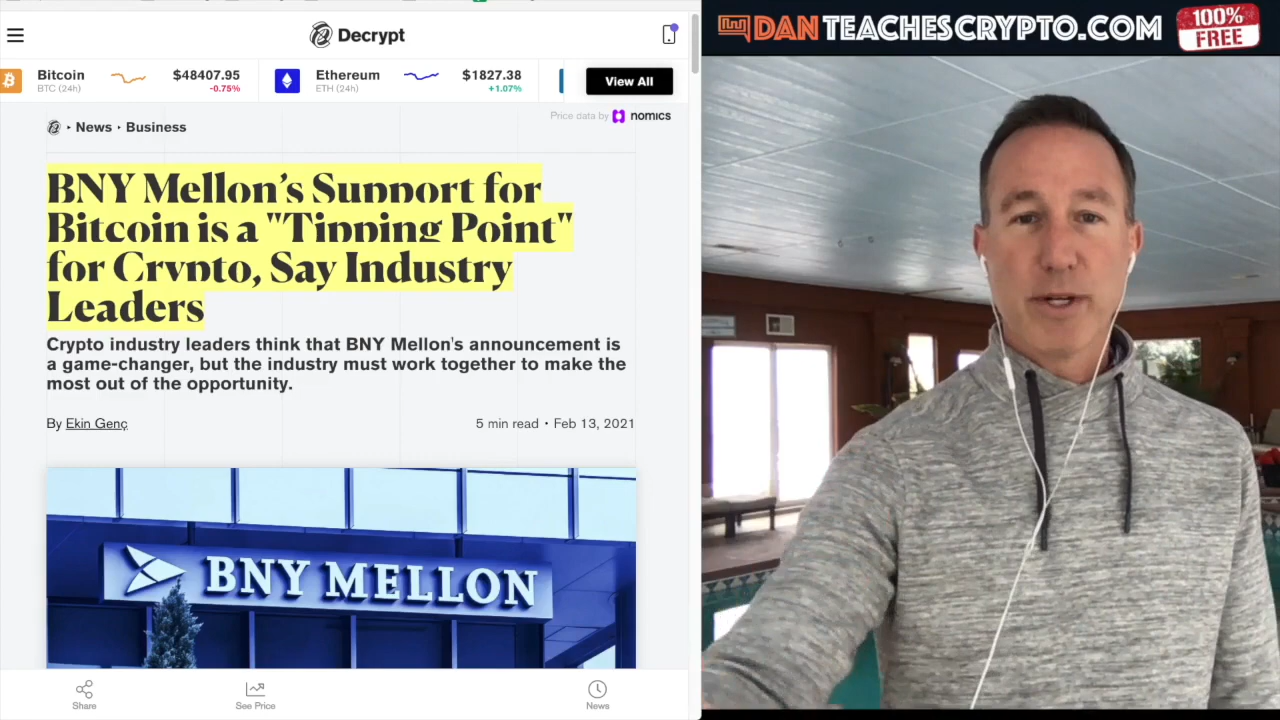 Decrypt
Bitcoin
BTC (24h)
$48407.95
-0.75%
Ethereum
ETH (24h)
$1827.38
+1.07%
View All
Price data by nomics
News
Business
BNY Mellon's Support for
Bitcoin is a "Tipping Point"
for Crypto, Say Industry
Leaders
Crypto industry leaders think that BNY Mellon's announcement is
a game-changer, but the industry must work together to make the
most out of the opportunity.
By Ekin Genç
5 min read • Feb 13, 2021
BNY MELLON
Share
See Price
News
DANTEACHESCRYPTO.COM
100%
FREE